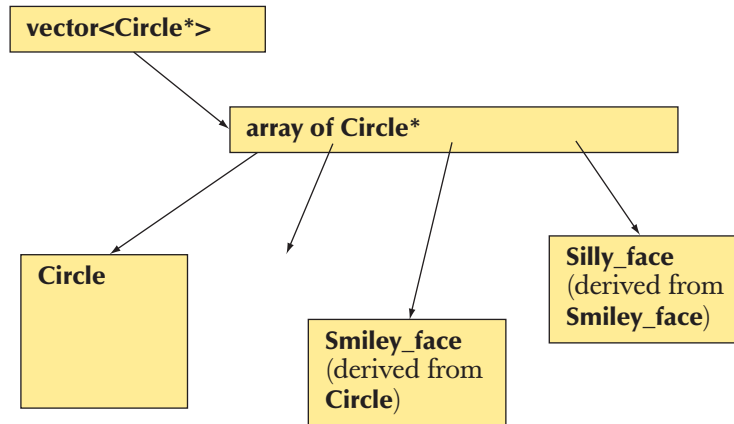 vector<Circle*>
array of Circle*
Circle
Silly_face
(derived from
Smiley_face)
Smiley_face
(derived from
Circle)